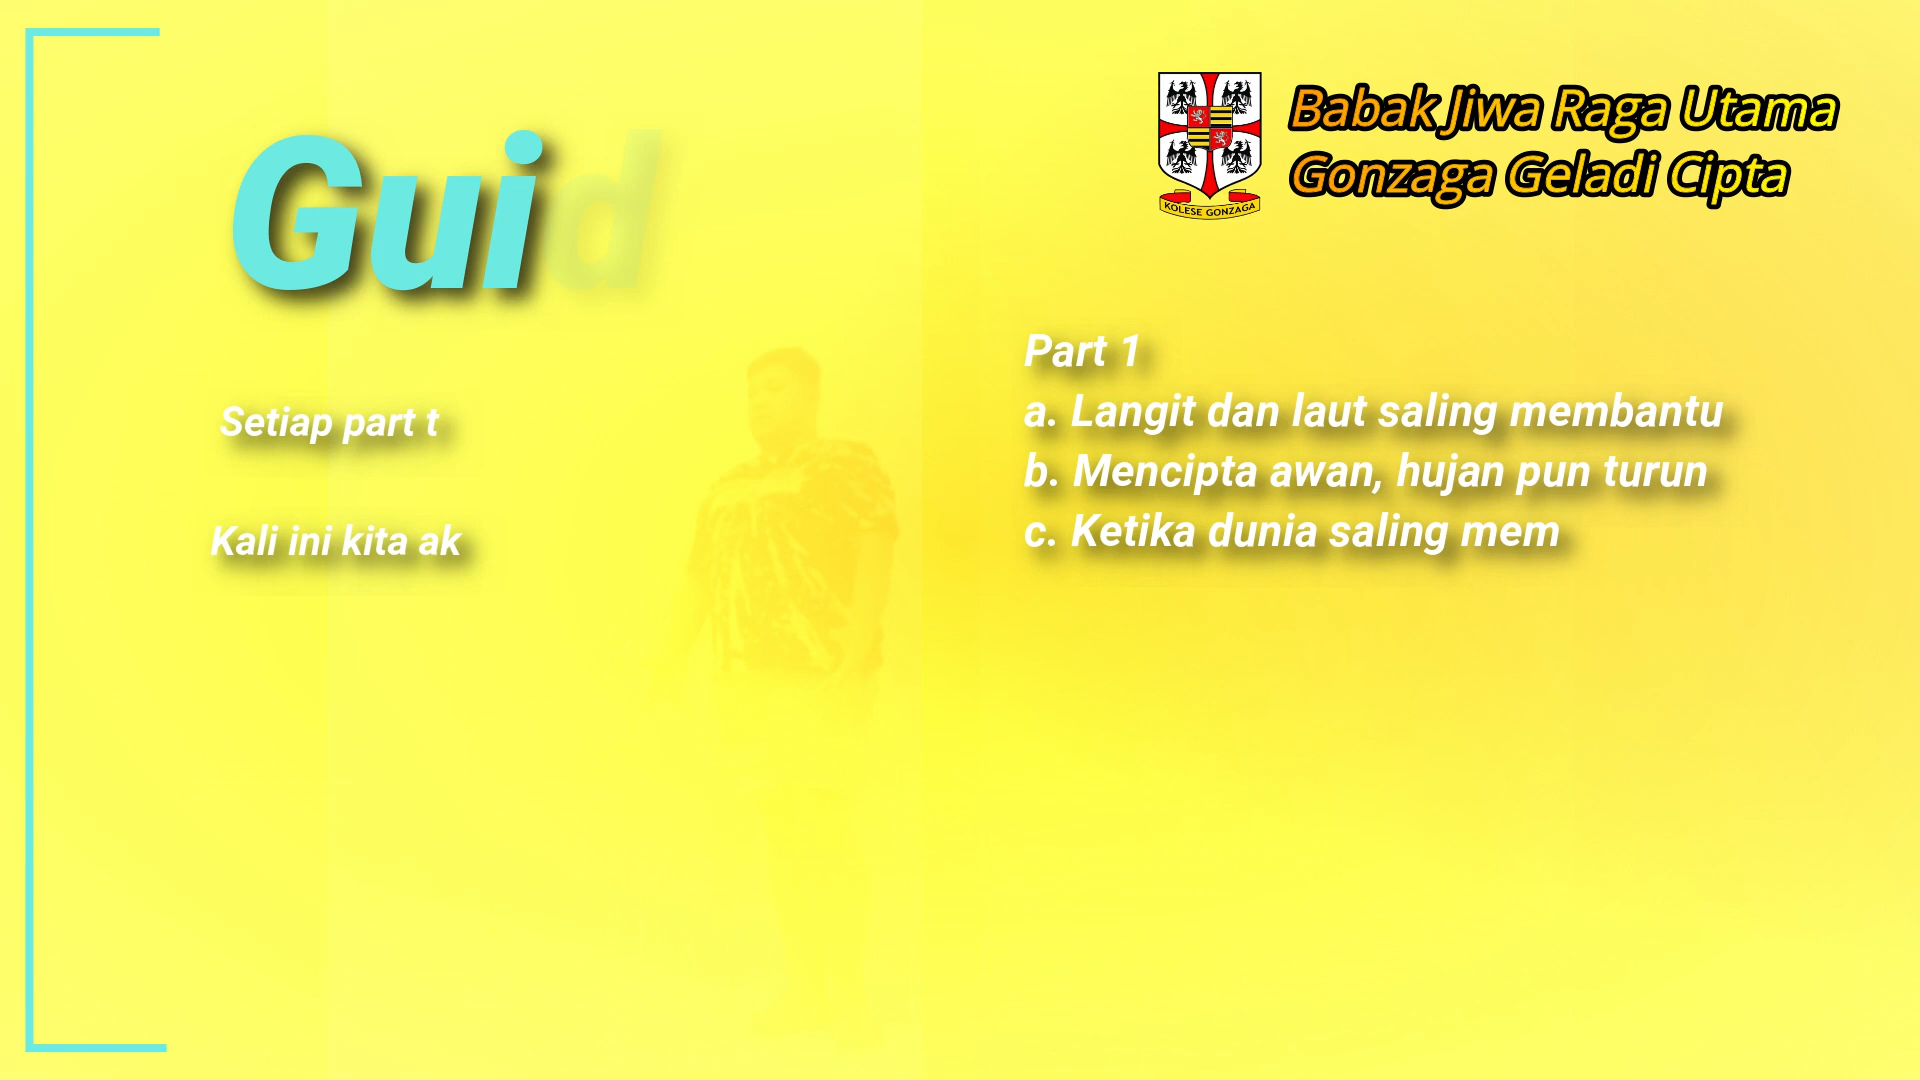 Guid
Setiap part t
Kali ini kita ak
KOLESE GONZAGA
Babak Jiwa Raga Utama
Gonzaga Geladi Cipta
Part 1
a. Langit dan laut saling membantu
b. Mencipta awan, hujan pun turun
c. Ketika dunia saling mem